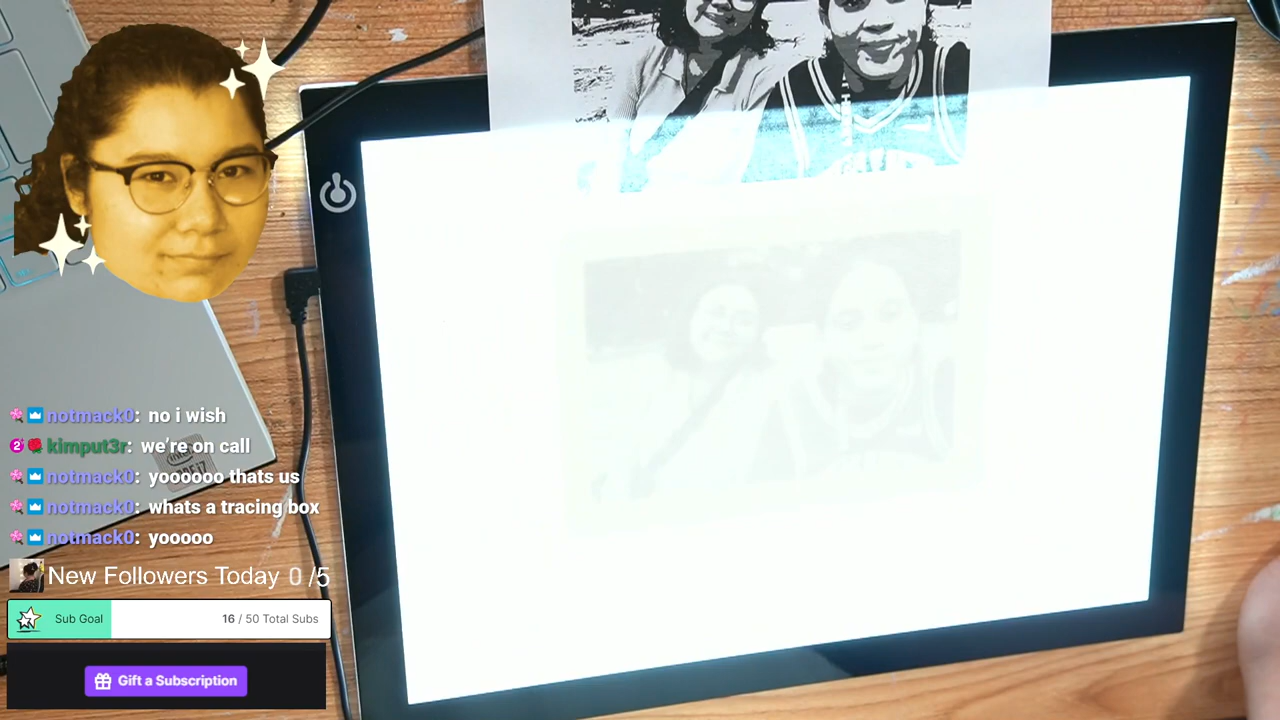 notmack0: no i wish
2 kimput3r: we're on call
notmack0: yoooooo thats us
notmack0: whats a tracing box
notmack0: yooooo
New Followers Today 0 /5
Sub Goal 16 / 50 Total Subs
Gift a Subscription